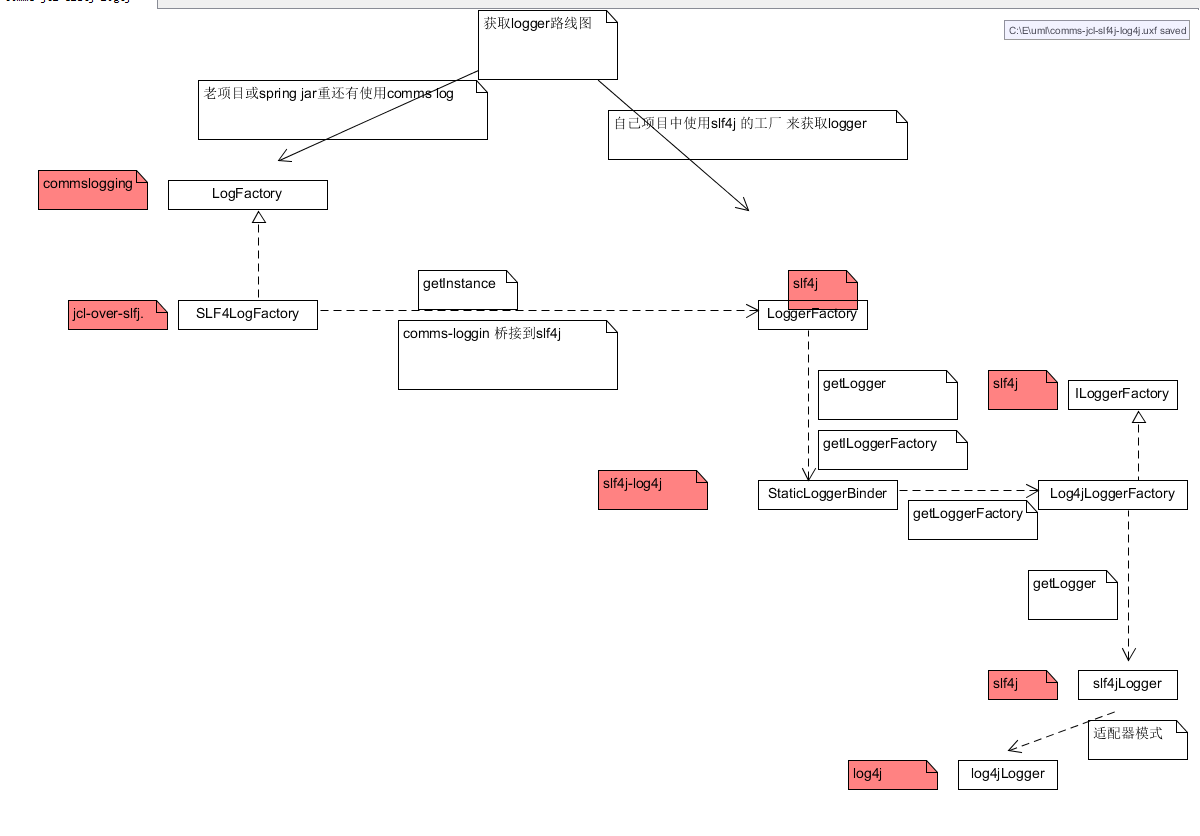 获取logger路线图
C:\E\uml\comms-jcl-slf4j-log4j.uxf saved
老项目或spring jar重还有使用comms log
自己项目中使用slf4j 的工厂 来获取logger
commslogging
LogFactory
getInstance
slf4j
jcl-over-slfj.
SLF4LogFactory
LoggerFactory
comms-loggin 桥接到slf4j
getLogger
slf4j
ILoggerFactory
getILoggerFactory
slf4j-log4j
StaticLoggerBinder
Log4jLoggerFactory
getLoggerFactory
getLogger
slf4j
slf4jLogger
适配器模式
log4j
log4jLogger